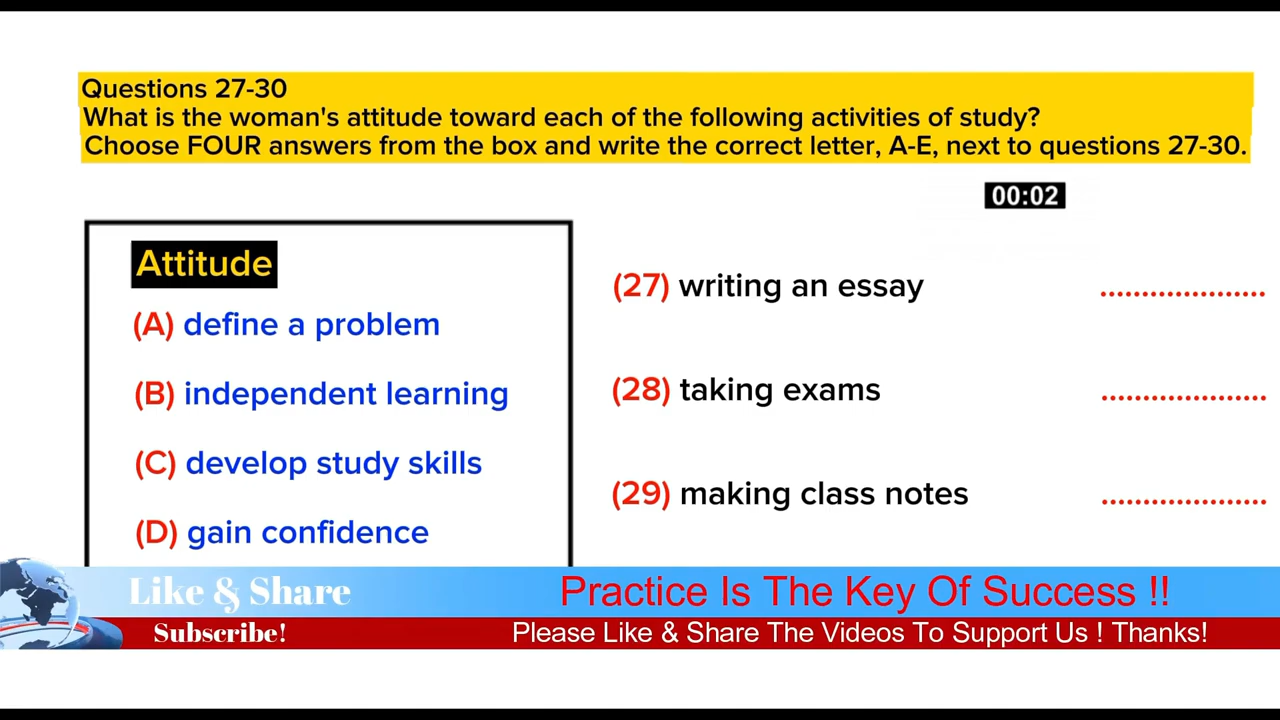 Questions 27-30
What is the woman's attitude toward each of the following activities of study?
Choose FOUR answers from the box and write the correct letter, A-E, next to questions 27-30.
00:02
Attitude
(A) define a problem
(B) independent learning
(C) develop study skills
(D) gain confidence
(27) writing an essay ....................
(28) taking exams ....................
(29) making class notes ....................
Like & Share
Practice Is The Key Of Success !!
Subscribe!
Please Like & Share The Videos To Support Us ! Thanks!